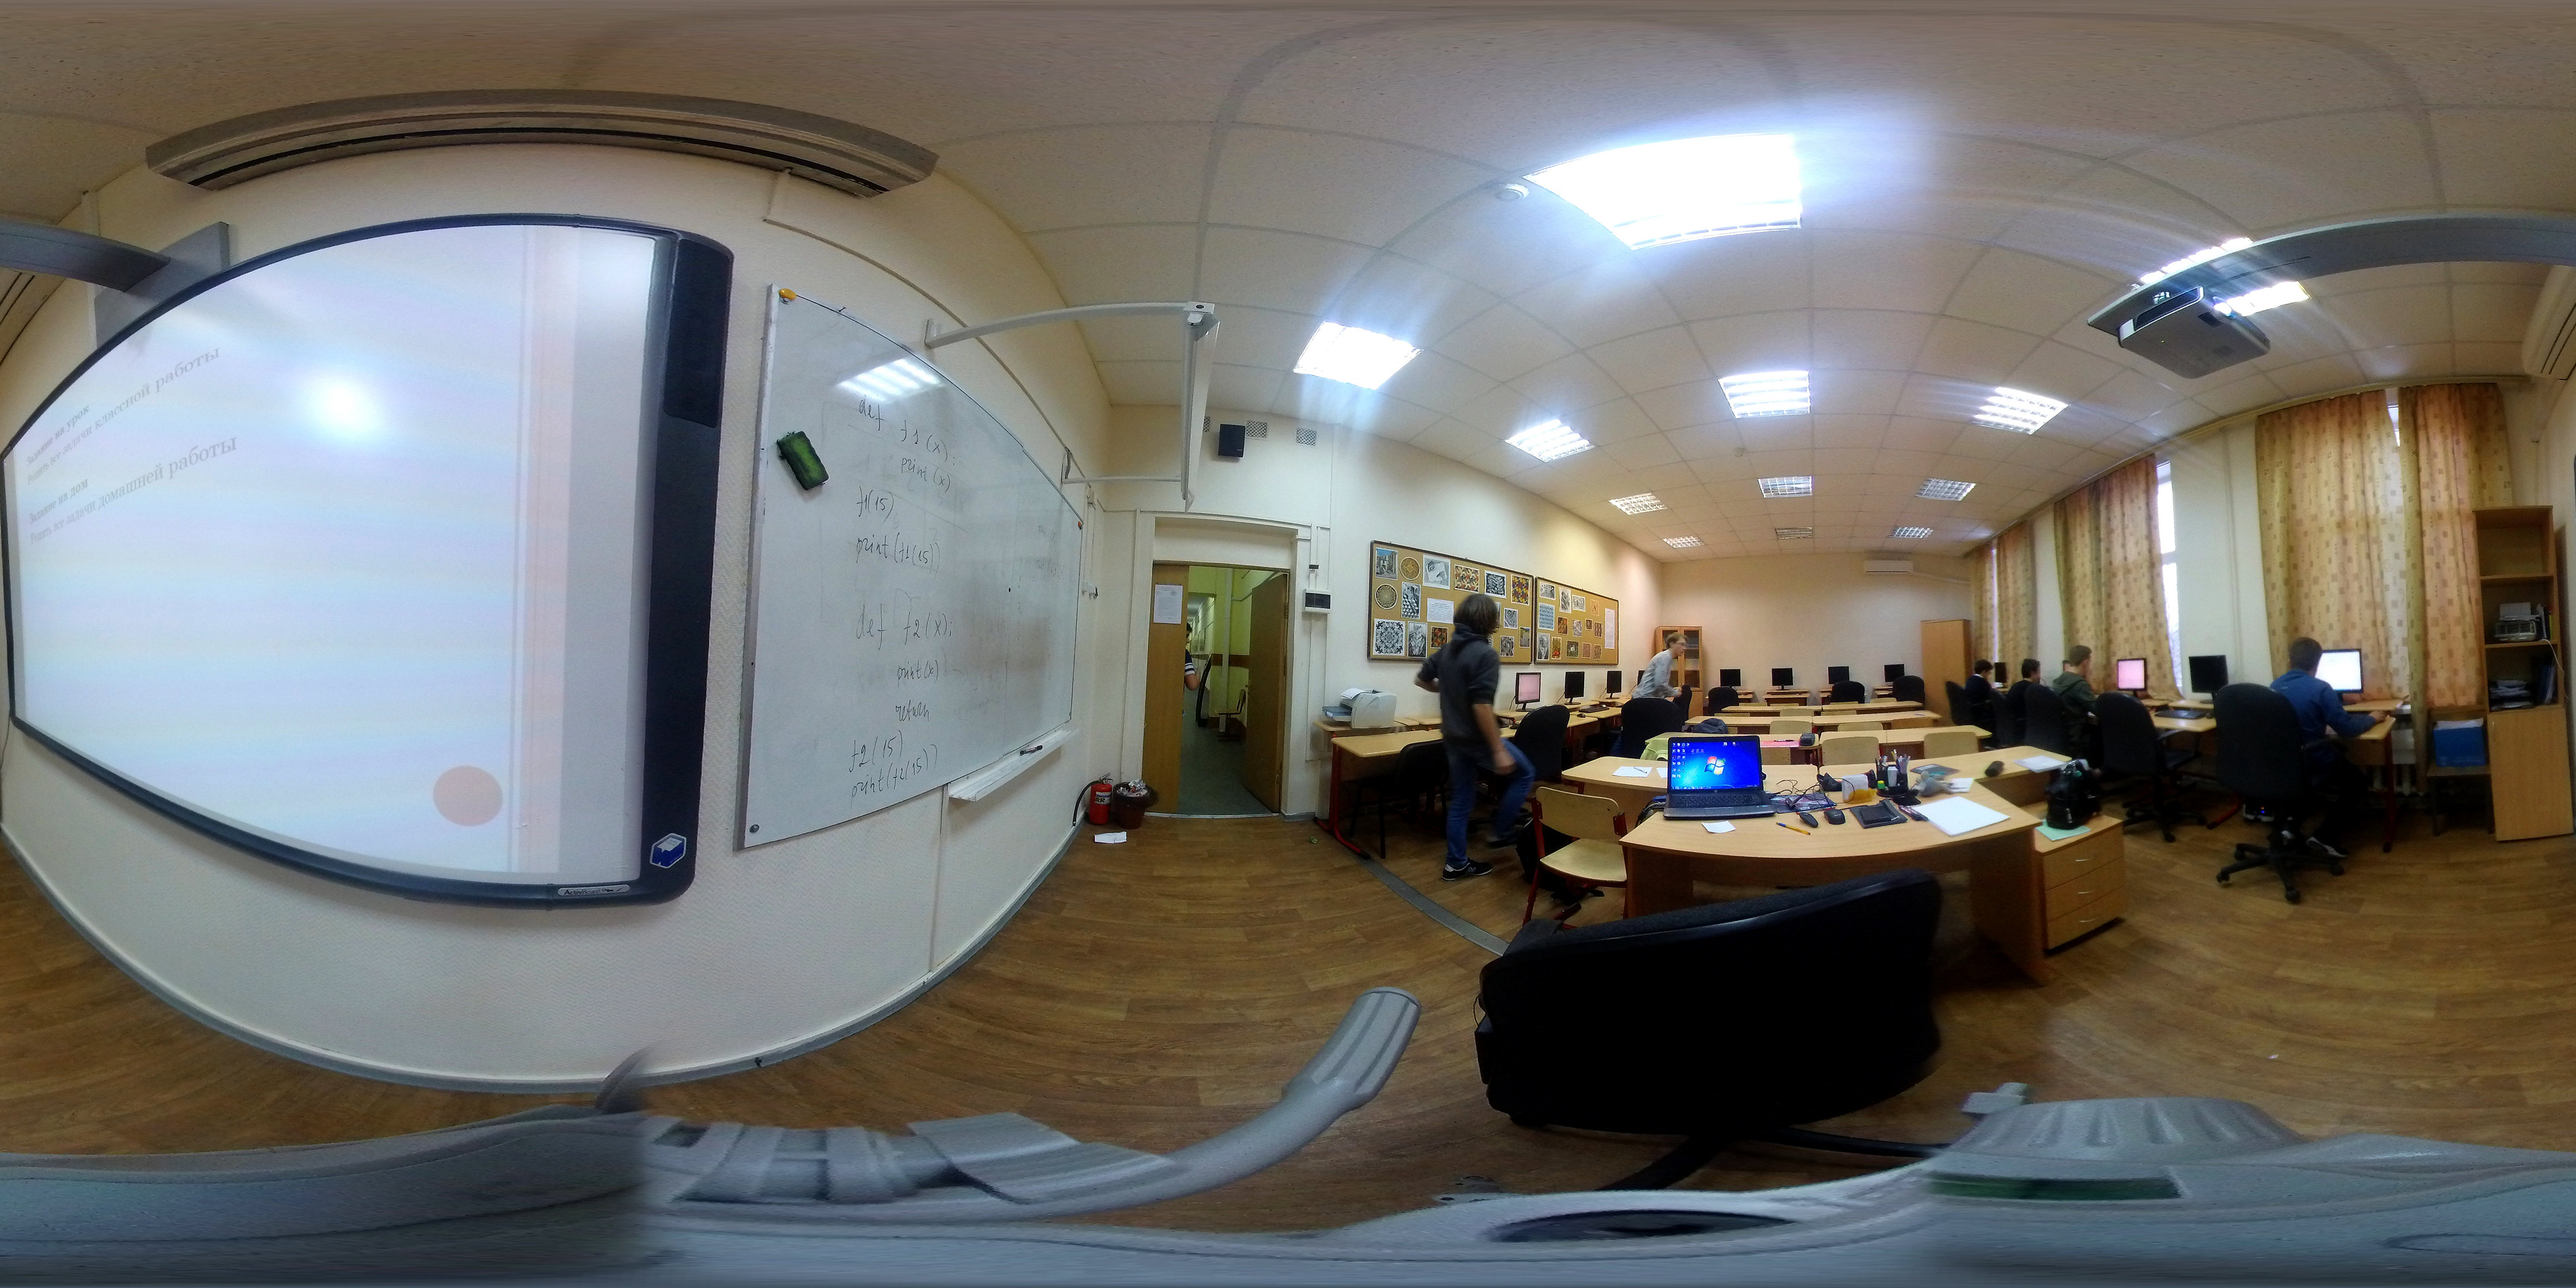 Задание на урок
Решить все задачи классной работы
Задание на дом
Решить все задачи домашней работы
def f1(x):
print(x)
f1(15)
print(f1(15))
def f2(x):
print(x)
return
f2(15)
print(f2(15))